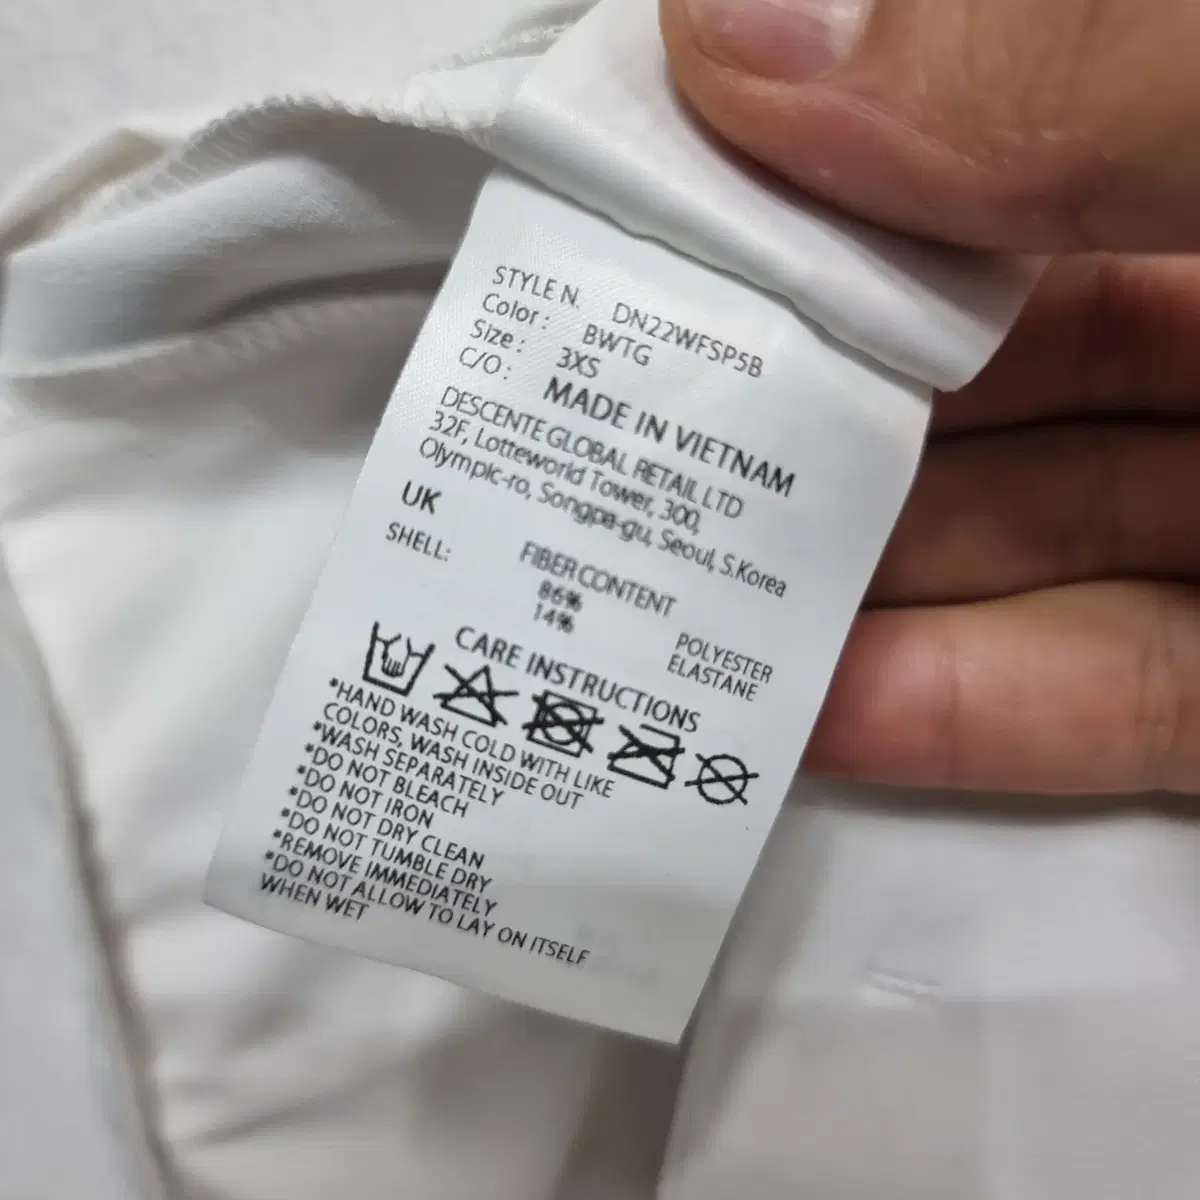 STYLE N. DN22WFSP5B
Color : BWTG
Size : 3XS
C/O : MADE IN VIETNAM
DESCENTE GLOBAL RETAIL LTD
32F, Lotteworld Tower, 300,
Olympic-ro, Songpa-gu, Seoul, S.Korea
UK
FIBER CONTENT
SHELL: 86% POLYESTER
14% ELASTANE
CARE INSTRUCTIONS
*HAND WASH COLD WITH LIKE
COLORS, WASH INSIDE OUT
*WASH SEPARATELY
*DO NOT BLEACH
*DO NOT IRON
*DO NOT DRY CLEAN
*DO NOT TUMBLE DRY
*REMOVE IMMEDIATELY
*DO NOT ALLOW TO LAY ON ITSELF
WHEN WET